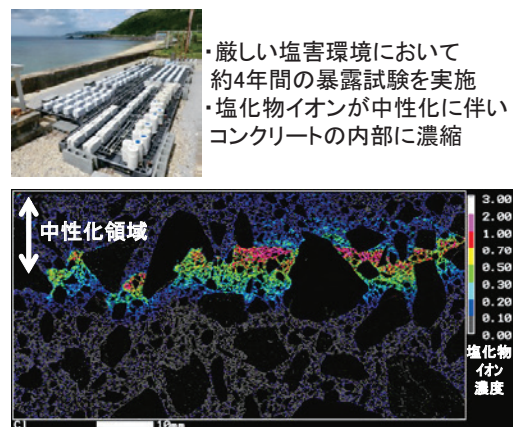 ・厳しい塩害環境において
約4年間の暴露試験を実施
・塩化物イオンが中性化に伴い
コンクリートの内部に濃縮
中性化領域
3.00
2.00
1.00
0.70
0.50
0.30
0.20
0.10
0.00
塩化物
イオン
濃度
Cl
10mm